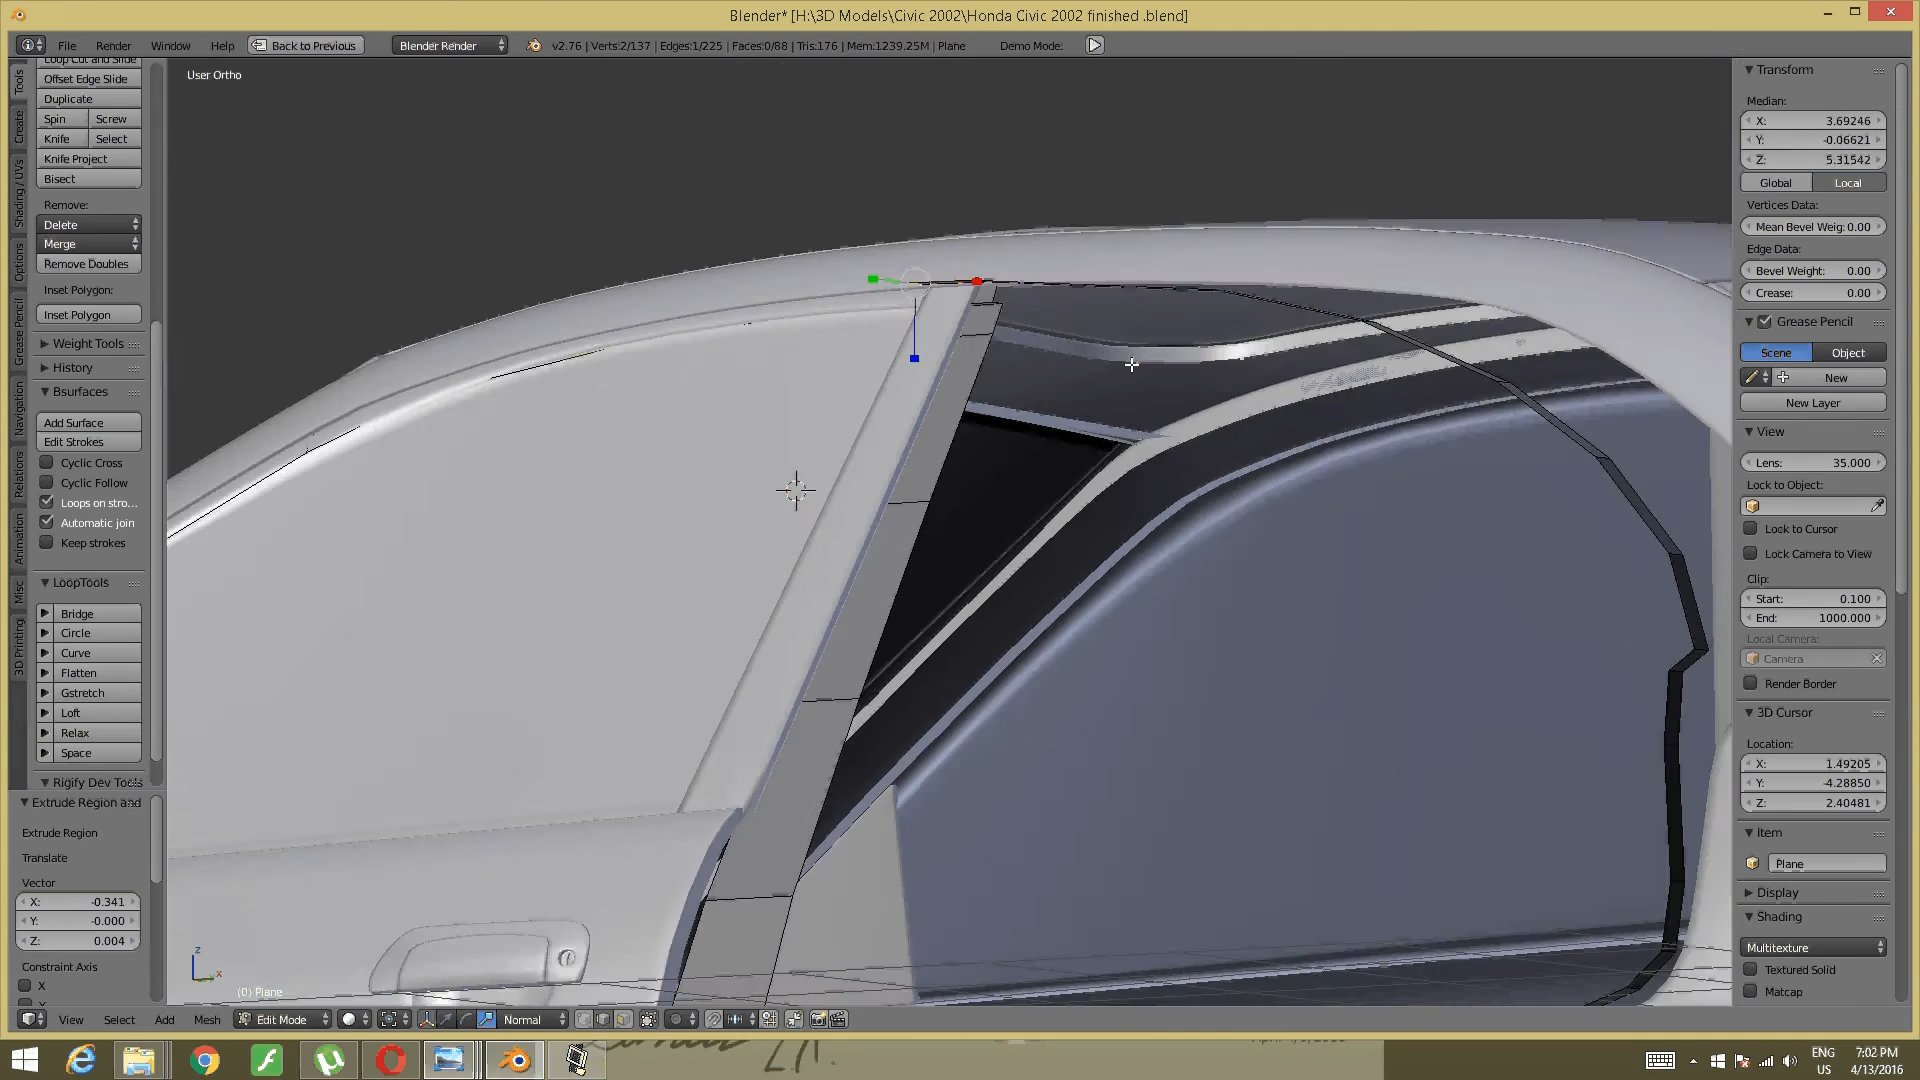 Blender* [H:\3D Models\Civic 2002\Honda Civic 2002 finished .blend]
File Render Window Help Back to Previous Blender Render v2.76 | Verts:2/137 | Edges:1/225 | Faces:0/88 | Tris:176 | Mem:1239.25M | Plane Demo Mode:
User Ortho
Tools
Create
Shading / UVs
Options
Grease Pencil
Navigation
Relations
Animation
Misc
3D Printing
Loop Cut and Slide
Offset Edge Slide
Duplicate
Spin Screw
Knife Select
Knife Project
Bisect
Remove:
Delete
Merge
Remove Doubles
Inset Polygon:
Inset Polygon
Weight Tools
History
Bsurfaces
Add Surface
Edit Strokes
Cyclic Cross
Cyclic Follow
Loops on stro...
Automatic join
Keep strokes
LoopTools
Bridge
Circle
Curve
Flatten
Gstretch
Loft
Relax
Space
Rigify Dev Tools
Extrude Region and
Extrude Region
Translate
Vector
X: -0.341
Y: -0.000
Z: 0.004
Constraint Axis
X
z
x
(0) Plane
Transform
Median:
X: 3.69246
Y: -0.06621
Z: 5.31542
Global Local
Vertices Data:
Mean Bevel Weig: 0.00
Edge Data:
Bevel Weight: 0.00
Crease: 0.00
Grease Pencil
Scene Object
New
New Layer
View
Lens: 35.000
Lock to Object:
Lock to Cursor
Lock Camera to View
Clip:
Start: 0.100
End: 1000.000
Local Camera:
Camera
Render Border
3D Cursor
Location:
X: 1.49205
Y: -4.28850
Z: 2.40481
Item
Plane
Display
Shading
Multitexture
Textured Solid
Matcap
View Select Add Mesh Edit Mode Normal
ENG
US
7:02 PM
4/13/2016